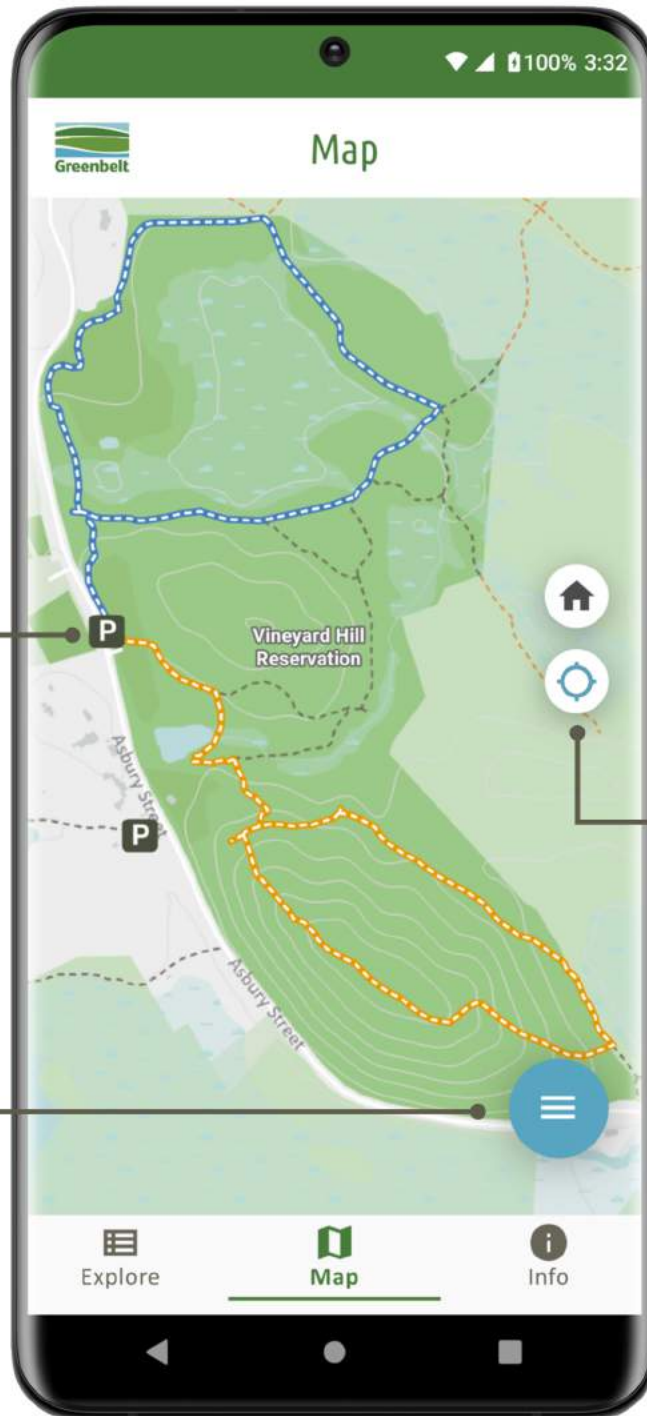 100% 3:32
Greenbelt
Map
P
Vineyard Hill
Reservation
Asbury Street
P
Asbury Street
Explore
Map
Info